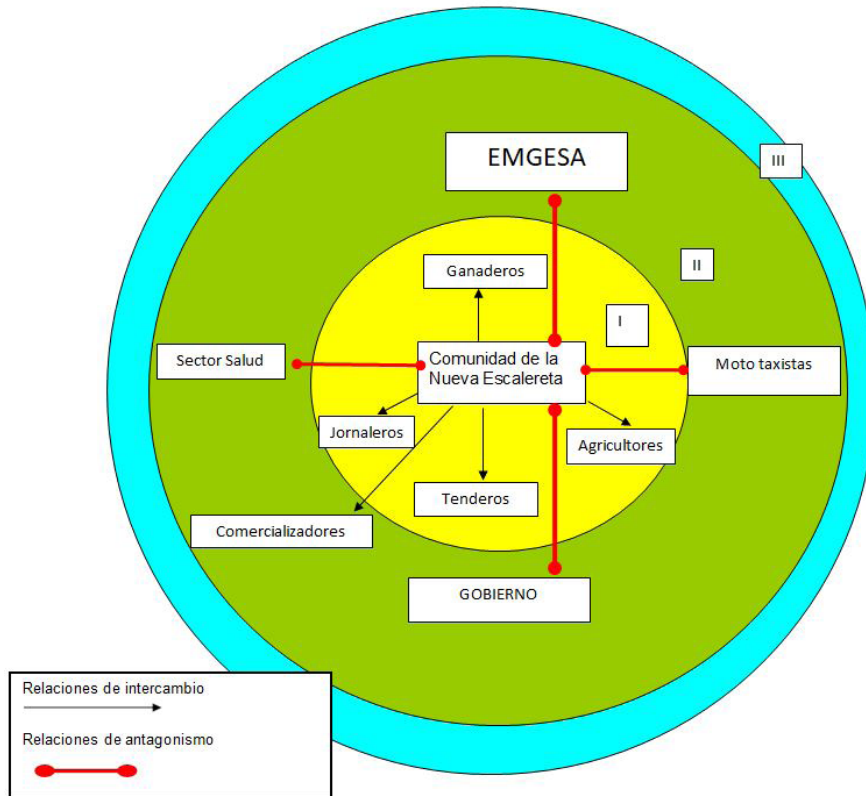 EMGESA
III
II
Ganaderos
I
Sector Salud
Comunidad de la
Nueva Escalereta
Moto taxistas
Jornaleros
Agricultores
Tenderos
Comercializadores
GOBIERNO
Relaciones de intercambio
Relaciones de antagonismo